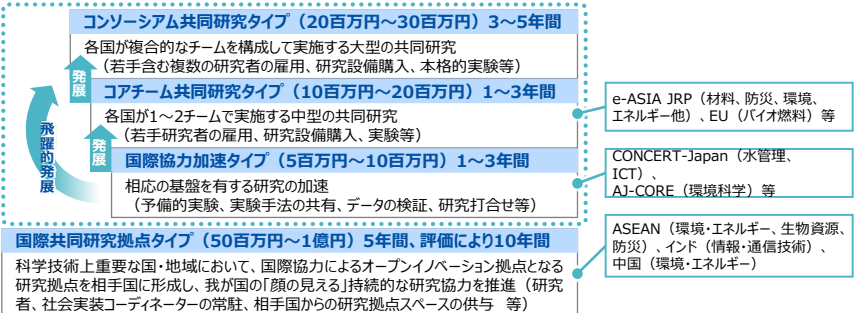 コンソーシアム共同研究タイプ（20百万円～30百万円）3～5年間
各国が複合的なチームを構成して実施する大型の共同研究
（若手含む複数の研究者の雇用、研究設備購入、本格的実験等）
発展
コアチーム共同研究タイプ（10百万円～20百万円）1～3年間
各国が1～2チームで実施する中型の共同研究
（若手研究者の雇用、研究設備購入、実験等）
発展
飛躍的発展
国際協力加速タイプ（5百万円～10百万円）1～3年間
相応の基盤を有する研究の加速
（予備的実験、実験手法の共有、データの検証、研究打合せ等）
e-ASIA JRP（材料、防災、環境、
エネルギー他）、EU（バイオ燃料）等
CONCERT-Japan（水管理、
ICT）、
AJ-CORE（環境科学）等
国際共同研究拠点タイプ（50百万円～1億円）5年間、評価により10年間
科学技術上重要な国・地域において、国際協力によるオープンイノベーション拠点となる
研究拠点を相手国に形成し、我が国の「顔の見える」持続的な研究協力を推進（研究
者、社会実装コーディネーターの常駐、相手国からの研究拠点スペースの供与　等）
ASEAN（環境・エネルギー、生物資源、
防災）、インド（情報・通信技術）、
中国（環境・エネルギー）